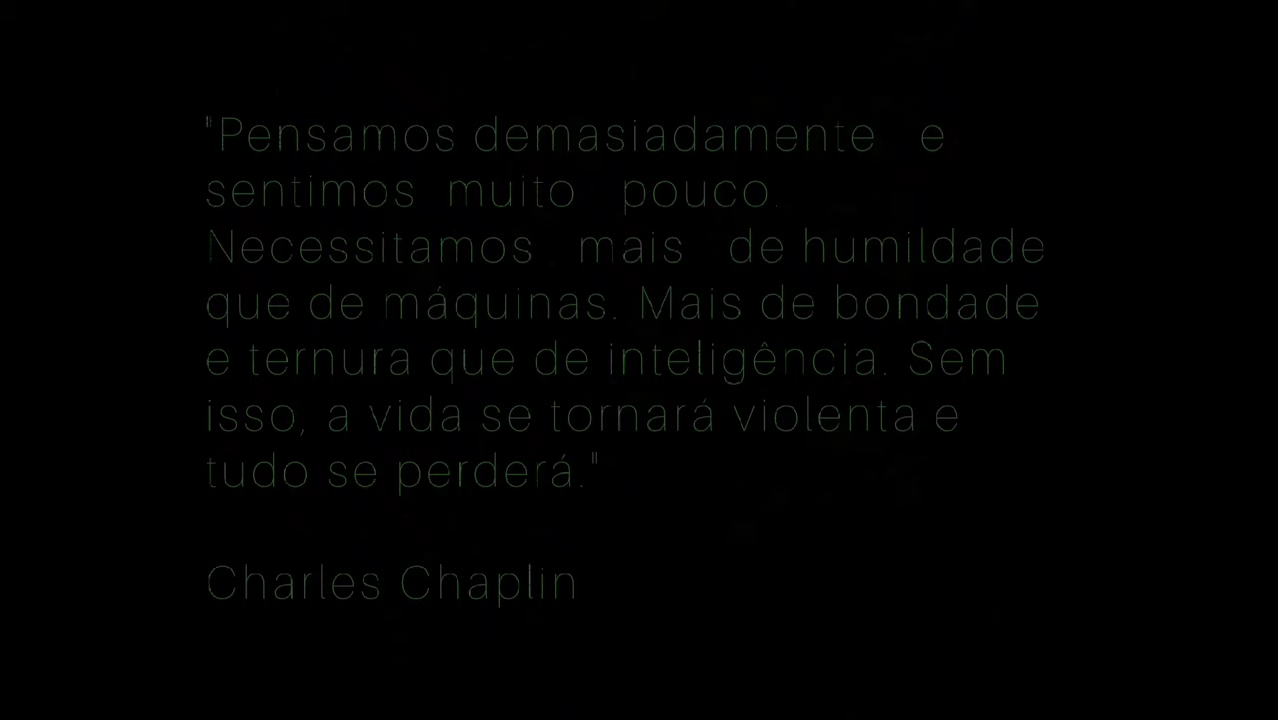 "Pensamos demasiadamente e
sentimos muito pouco.
Necessitamos mais de humildade
que de máquinas. Mais de bondade
e ternura que de inteligência. Sem
isso, a vida se tornará violenta e
tudo se perderá."
Charles Chaplin